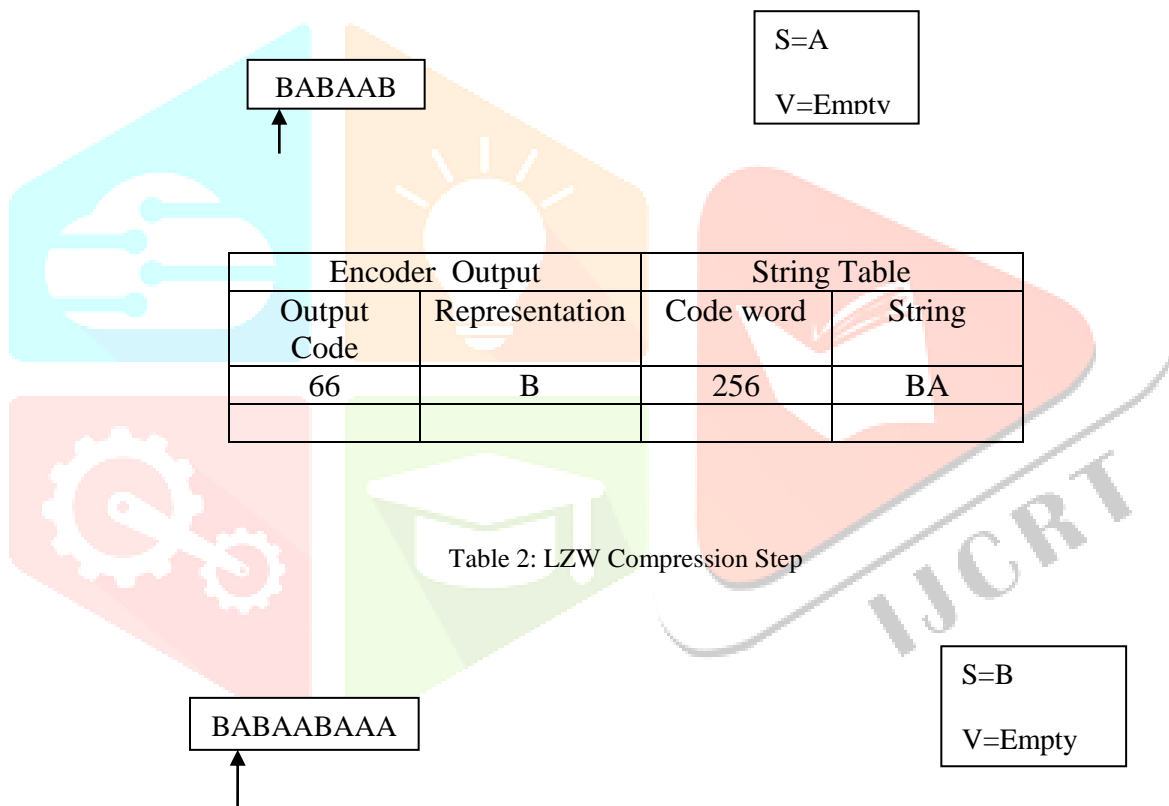 S=A
BABAAB
V=Empty
Encoder Output String Table
Output Code Representation Code word String
66 B 256 BA
Table 2: LZW Compression Step
IJCRT
S=B
BABAABAAA
V=Empty